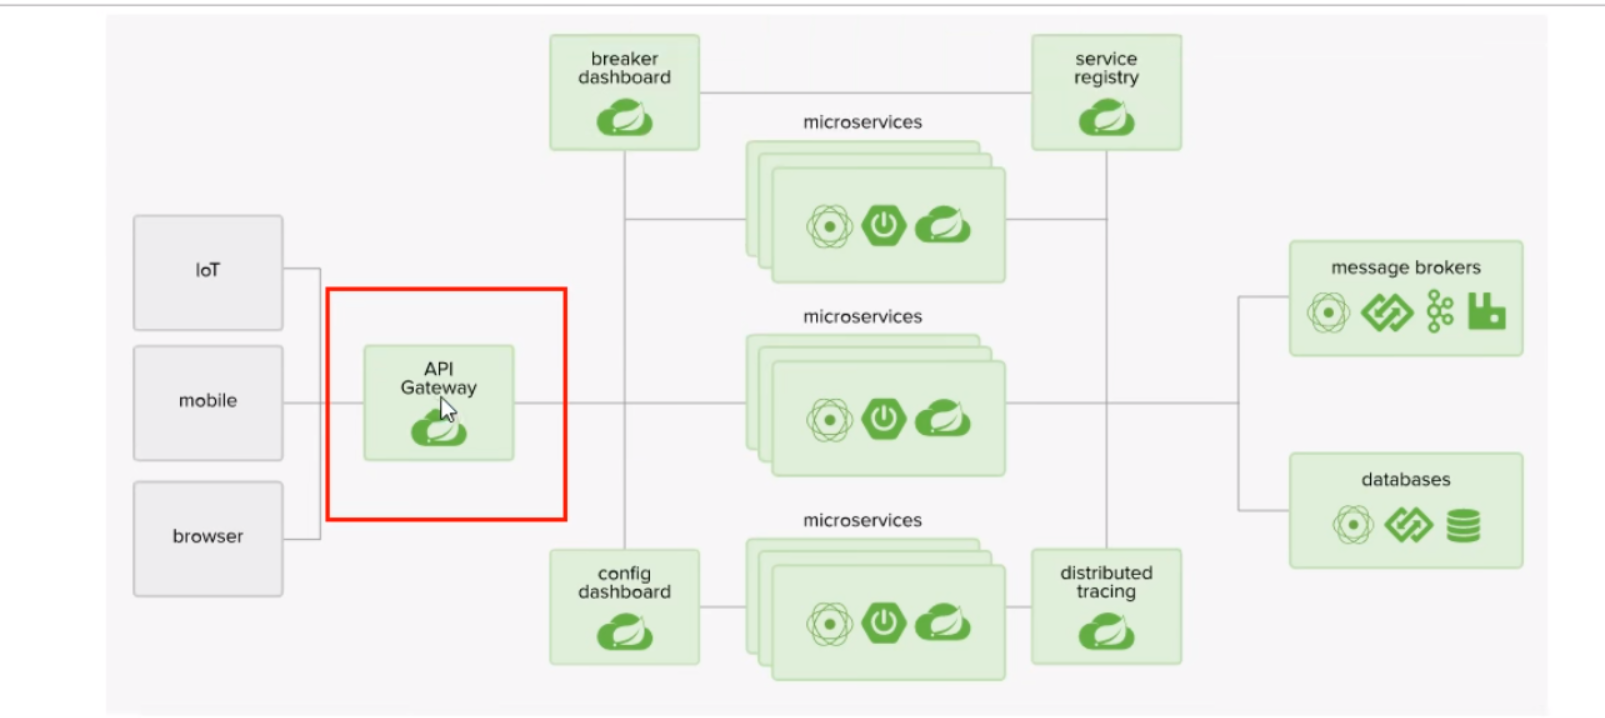 breaker
dashboard
service
registry
microservices
IoT
message brokers
microservices
API
Gateway
mobile
databases
microservices
browser
config
dashboard
distributed
tracing